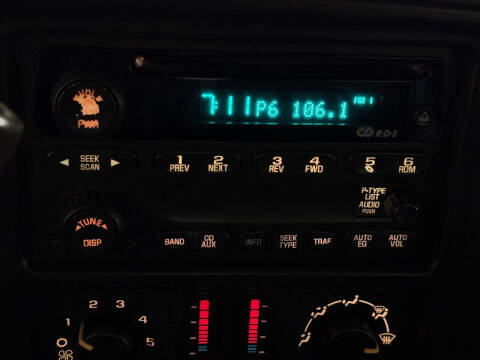 VOL
PWR
7:11 P6 106.1 FM 1
CD R·D·S
SEEK
SCAN
1 2 3 4 5 6
PREV NEXT REV FWD RDM
P-TYPE
LIST
AUDIO
PUSH
TUNE
DISP
BAND CD AUX INFO SEEK TYPE TRAF AUTO EQ AUTO VOL
1 2 3 4 5